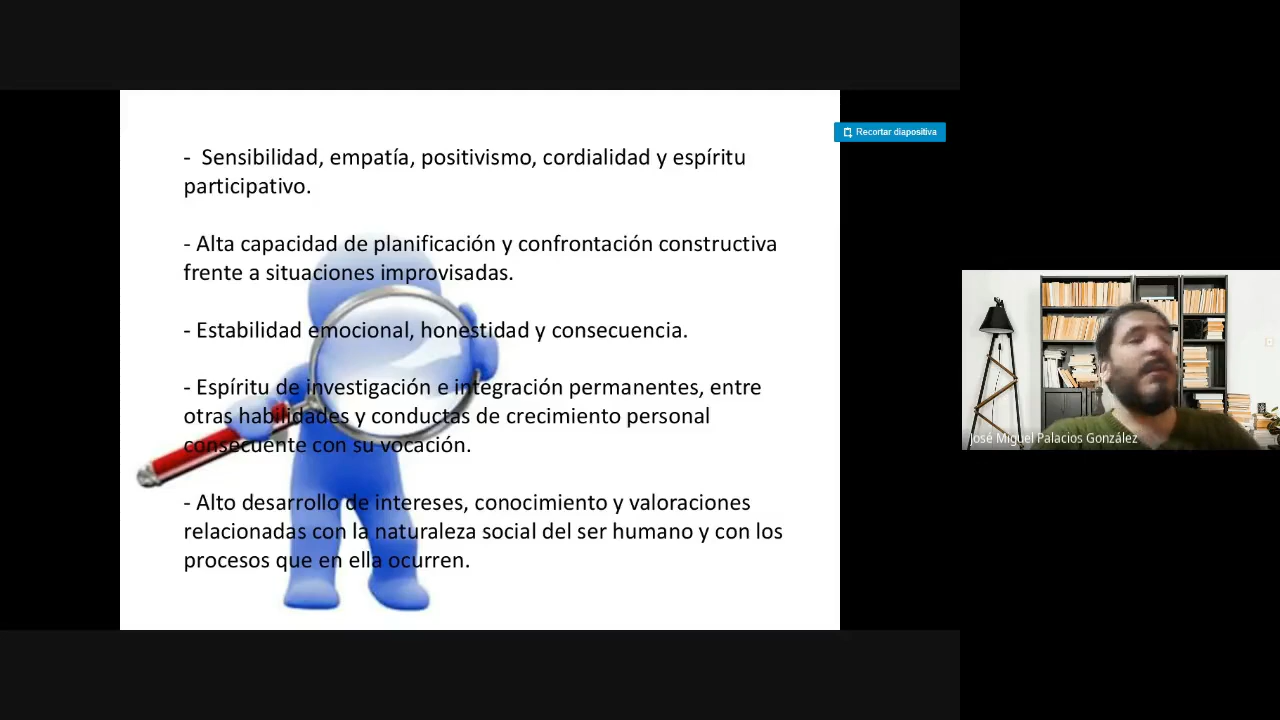 -  Sensibilidad, empatía, positivismo, cordialidad y espíritu
participativo.
- Alta capacidad de planificación y confrontación constructiva
frente a situaciones improvisadas.
- Estabilidad emocional, honestidad y consecuencia.
- Espíritu de investigación e integración permanentes, entre
otras habilidades y conductas de crecimiento personal
consecuente con su vocación.
- Alto desarrollo de intereses, conocimiento y valoraciones
relacionadas con la naturaleza social del ser humano y con los
procesos que en ella ocurren.
Recortar diapositiva
José Miguel Palacios González